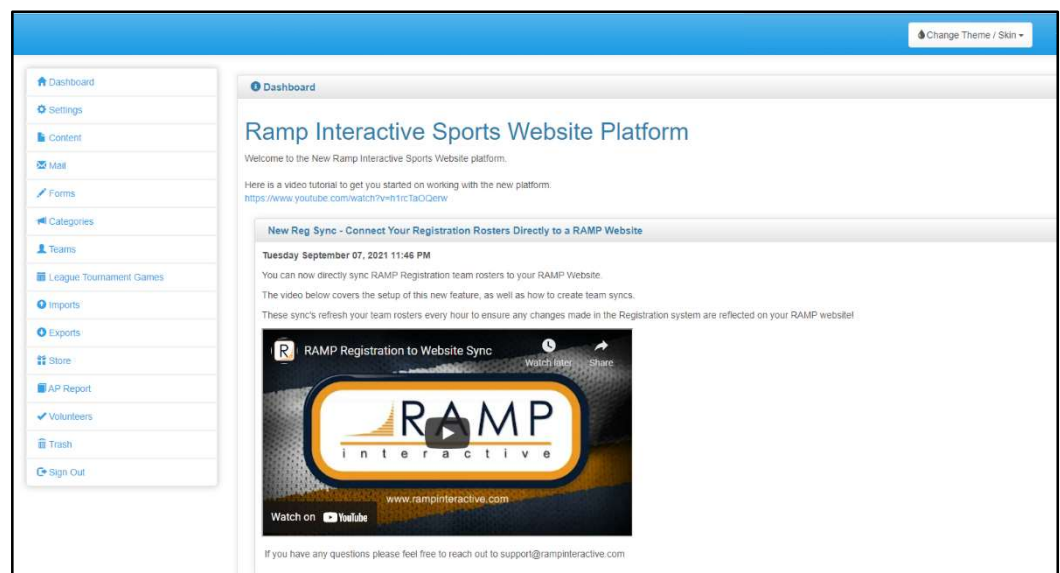 Change Theme / Skin
Dashboard
Settings
Content
Mail
Forms
Categories
Teams
League Tournament Games
Imports
Exports
Store
AP Report
Volunteers
Trash
Sign Out
Dashboard
Ramp Interactive Sports Website Platform
Welcome to the New Ramp Interactive Sports Website platform.
Here is a video tutorial to get you started on working with the new platform.
https://www.youtube.com/watch?v=h1rcTaOQerw
New Reg Sync - Connect Your Registration Rosters Directly to a RAMP Website
Tuesday September 07, 2021 11:46 PM
You can now directly sync RAMP Registration team rosters to your RAMP Website.
The video below covers the setup of this new feature, as well as how to create team syncs.
These sync's refresh your team rosters every hour to ensure any changes made in the Registration system are reflected on your RAMP website!
R RAMP Registration to Website Sync
Watch later Share
RAMP
interactive
www.rampinteractive.com
Watch on YouTube
If you have any questions please feel free to reach out to support@rampinteractive.com